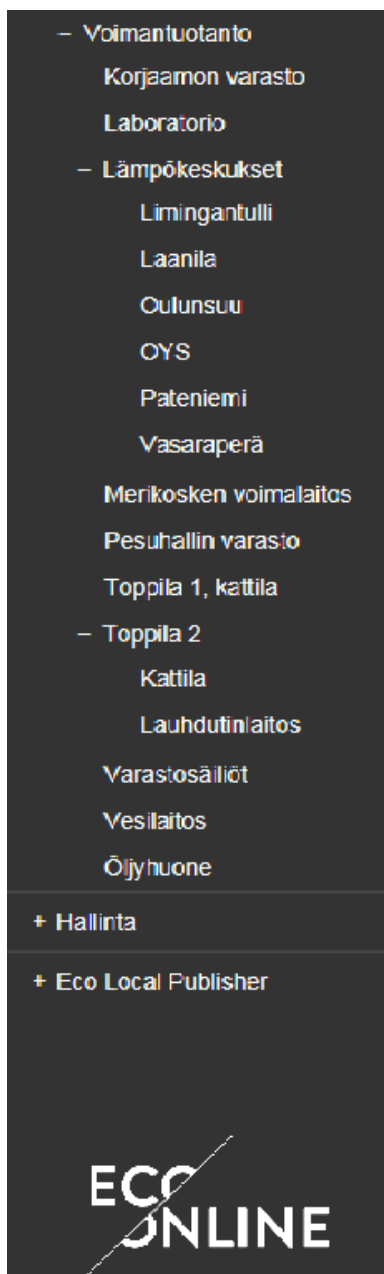 – Voimantuotanto
Korjaamon varasto
Laboratorio
– Lämpökeskukset
Limingantulli
Laanila
Oulunsuu
OYS
Pateniemi
Vasaraperä
Merikosken voimalaitos
Pesuhallin varasto
Toppila 1, kattila
– Toppila 2
Kattila
Lauhdutinlaitos
Varastosäiliöt
Vesilaitos
Öljyhuone
+ Hallinta
+ Eco Local Publisher
ECO
ONLINE